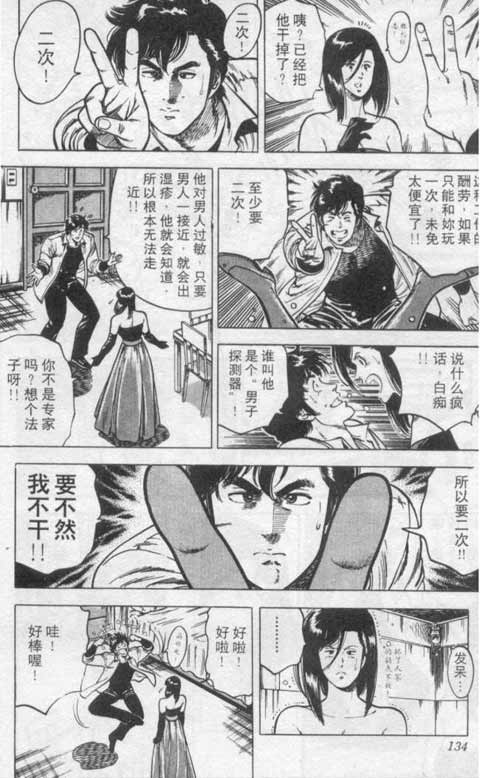 咦？已经把
他干掉了？
二次！
二次！
酬劳，如果
只能和妳玩
一次，未免
太便宜了！！
至少要
二次！
他对男人过敏，只要
男人一接近，就会出
湿疹，他就会知道，
所以根本无法走
近！！
你不是专家
吗？想个法
子呀！！
说什么疯
话，白痴
！！
谁叫他
是个“男子
探测器”！
所以要二次！！
要不然
我不干！！
发呆…
好啦！
好啦！
哇！
好棒喔！
134